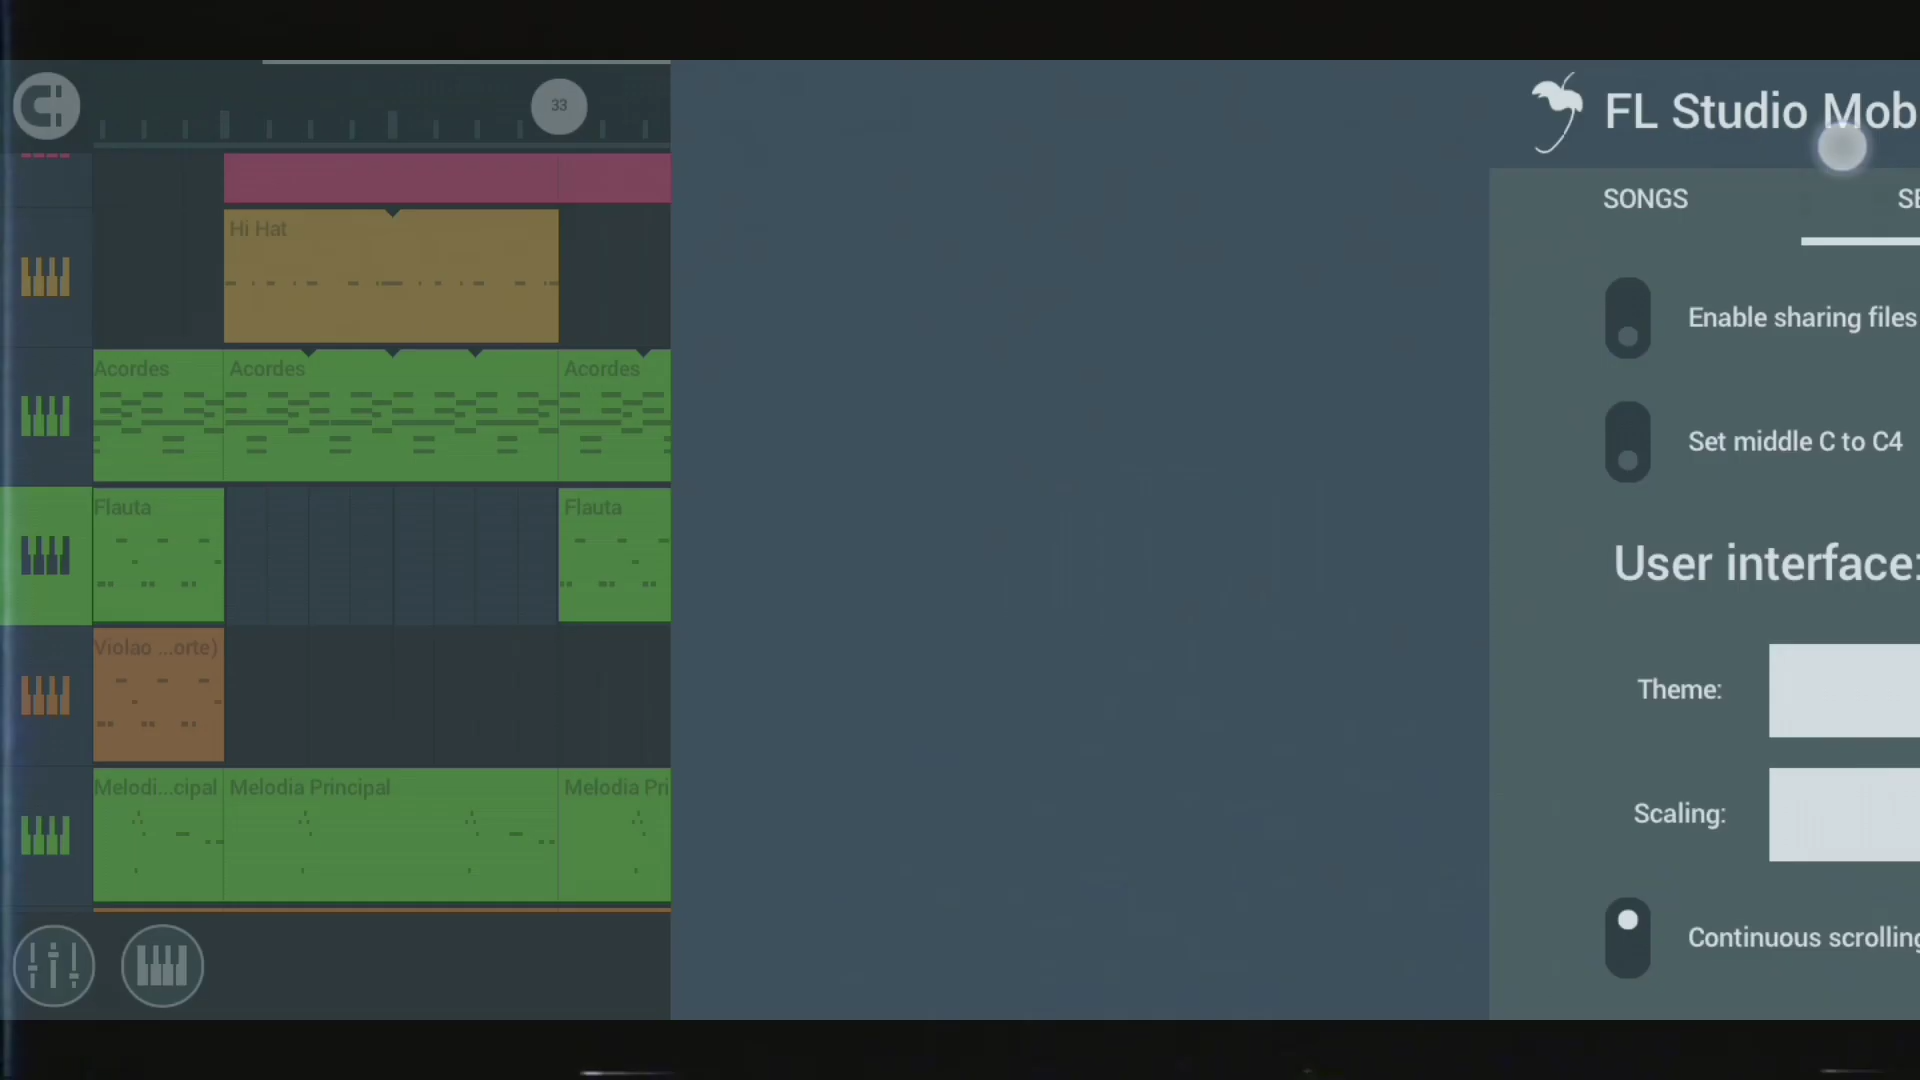 33
FL Studio Mob
SONGS
SE
Hi Hat
Enable sharing files
Acordes
Acordes
Acordes
Set middle C to C4
Flauta
Flauta
User interface:
Violao ...orte)
Theme:
Melodi...cipal
Melodia Principal
Melodia Pri
Scaling:
Continuous scrolling